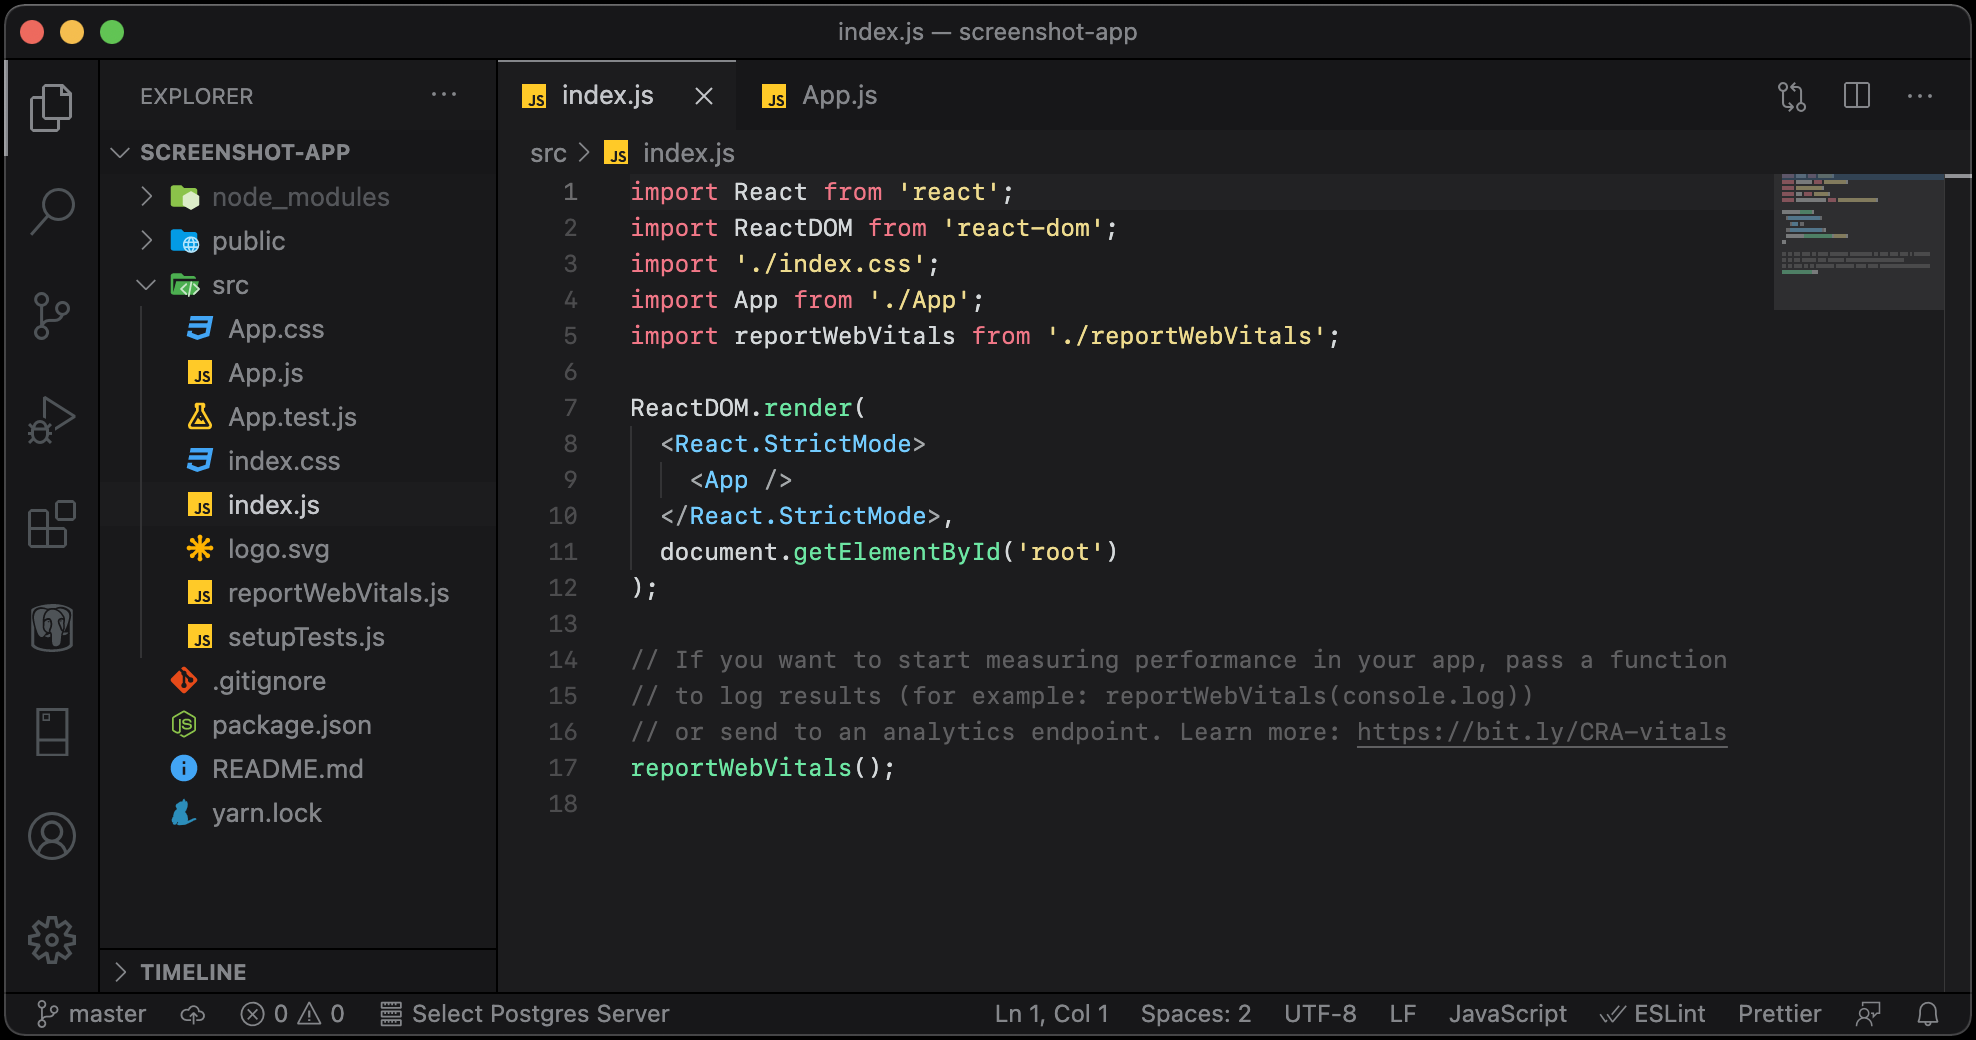 index.js — screenshot-app
EXPLORER
SCREENSHOT-APP
node_modules
public
src
App.css
App.js
App.test.js
index.css
index.js
logo.svg
reportWebVitals.js
setupTests.js
.gitignore
package.json
README.md
yarn.lock
TIMELINE
JS index.js
JS App.js
src > JS index.js
1 import React from 'react';
2 import ReactDOM from 'react-dom';
3 import './index.css';
4 import App from './App';
5 import reportWebVitals from './reportWebVitals';
6
7 ReactDOM.render(
8 <React.StrictMode>
9 <App />
10 </React.StrictMode>,
11 document.getElementById('root')
12 );
13
14 // If you want to start measuring performance in your app, pass a function
15 // to log results (for example: reportWebVitals(console.log))
16 // or send to an analytics endpoint. Learn more: https://bit.ly/CRA-vitals
17 reportWebVitals();
18
master 0 0 Select Postgres Server Ln 1, Col 1 Spaces: 2 UTF-8 LF JavaScript ESLint Prettier